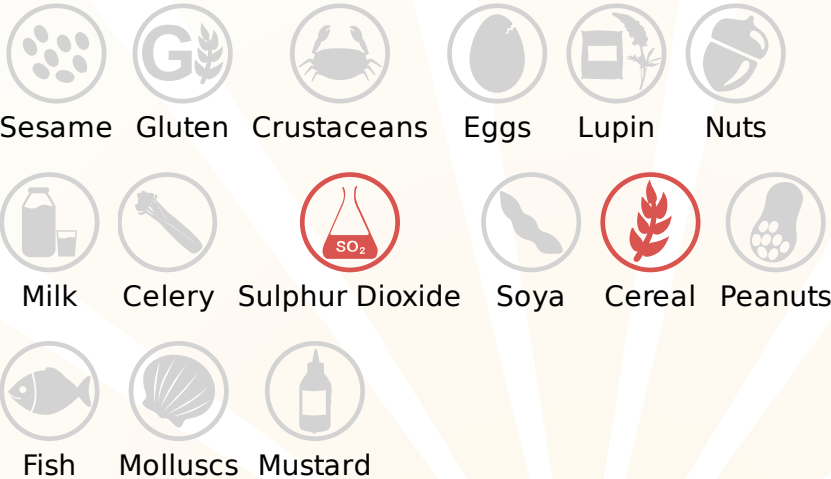 G
Sesame Gluten Crustaceans Eggs Lupin Nuts
SO₂
Milk Celery Sulphur Dioxide Soya Cereal Peanuts
Fish Molluscs Mustard